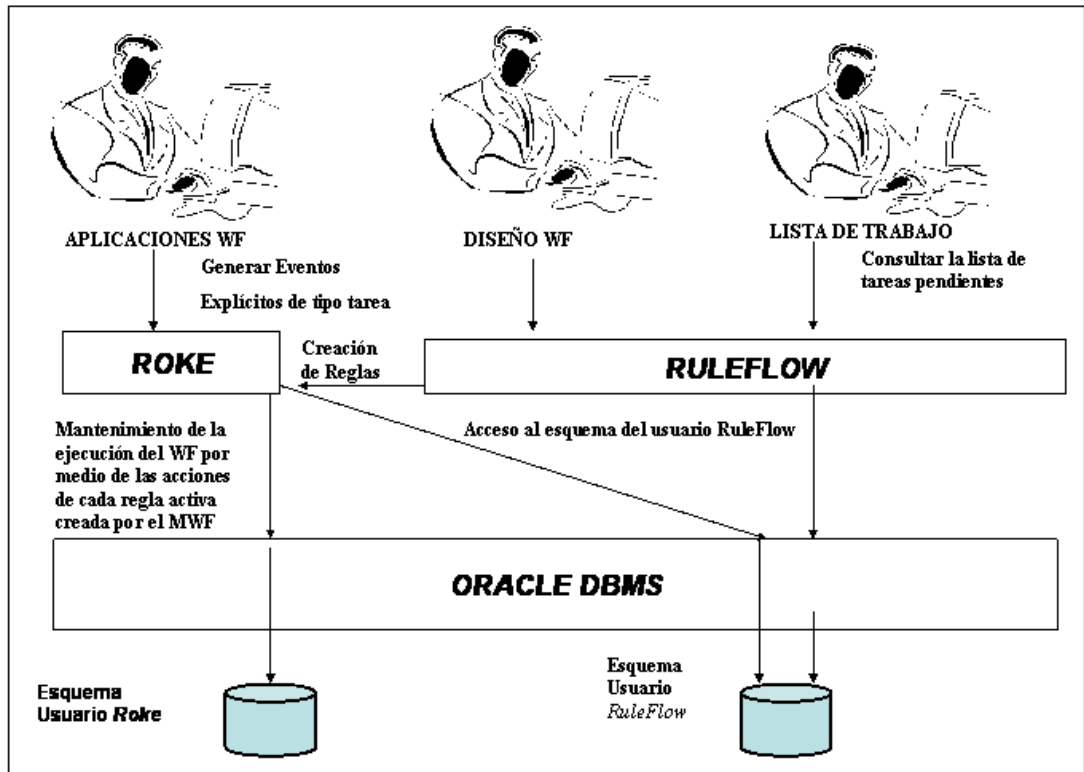 APLICACIONES WF
DISEÑO WF
LISTA DE TRABAJO
Generar Eventos
Explícitos de tipo tarea
Consultar la lista de
tareas pendientes
ROKE
Creación
de Reglas
RULEFLOW
Mantenimiento de la
ejecución del WF por
medio de las acciones
de cada regla activa
creada por el MWF
Acceso al esquema del usuario RuleFlow
ORACLE DBMS
Esquema
Usuario Roke
Esquema
Usuario
RuleFlow